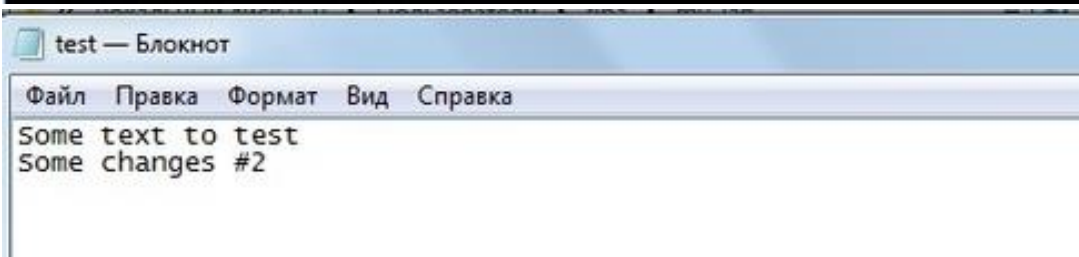 test — Блокнот
Файл Правка Формат Вид Справка
Some text to test
Some changes #2